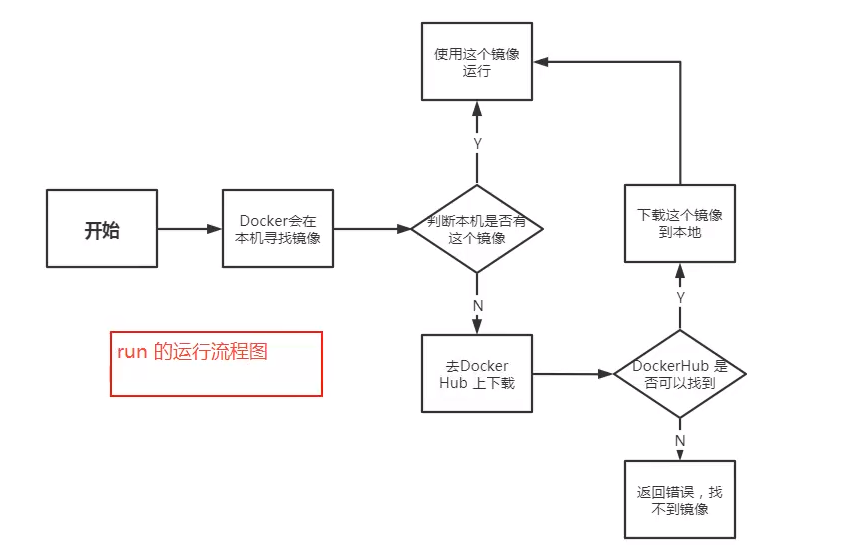 使用这个镜像
运行
Y
开始
Docker会在
本机寻找镜像
判断本机是否有
这个镜像
下载这个镜像
到本地
N
Y
run 的运行流程图
去Docker
Hub 上下载
DockerHub 是
否可以找到
N
返回错误，找
不到镜像